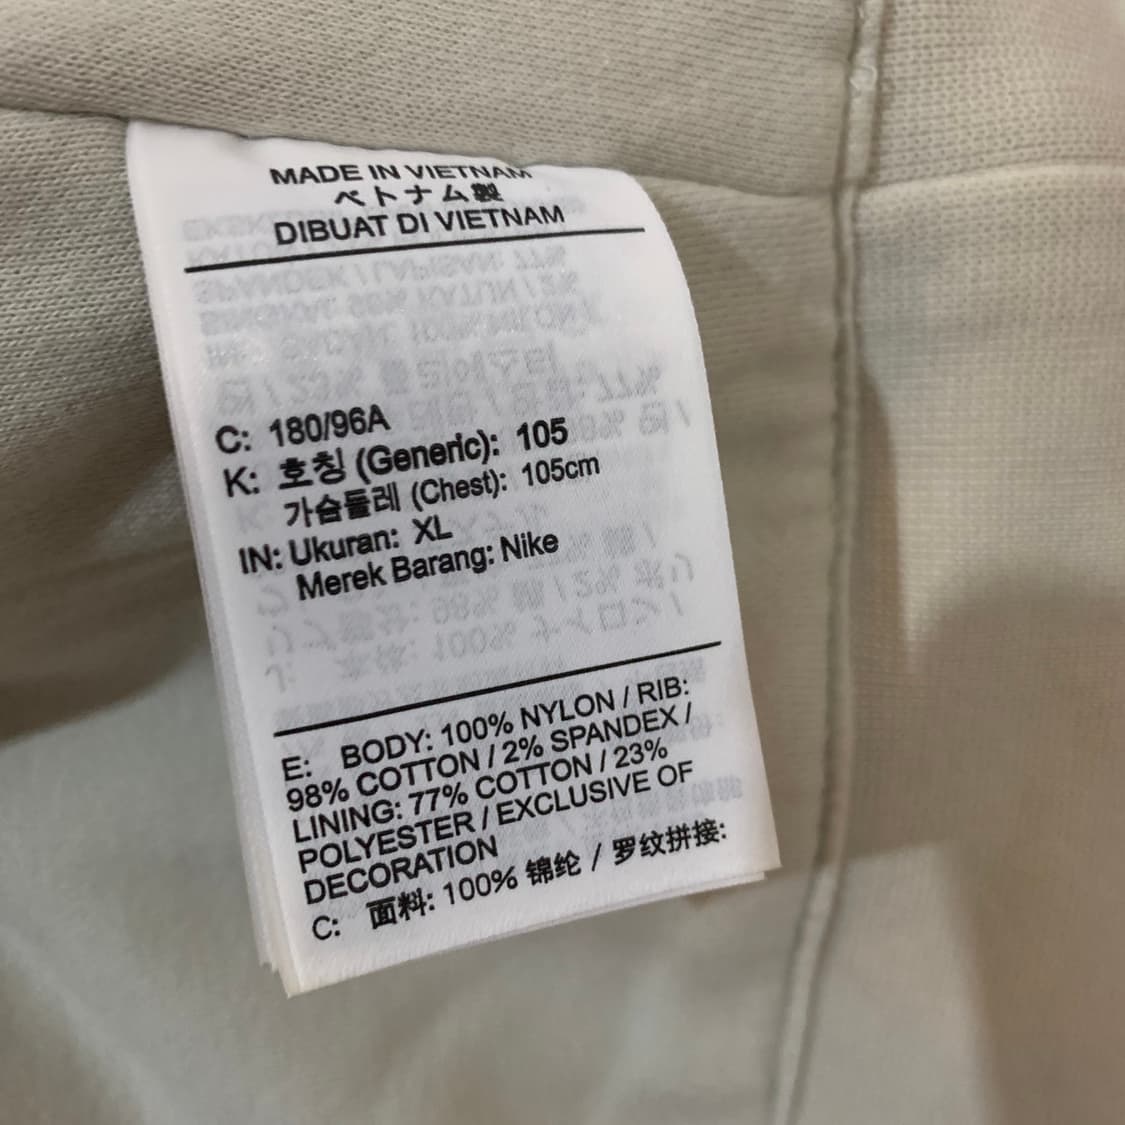 MADE IN VIETNAM
ベトナム製
DIBUAT DI VIETNAM
C: 180/96A
K: 호칭 (Generic): 105
가슴둘레 (Chest): 105cm
IN: Ukuran: XL
Merek Barang: Nike
E: BODY: 100% NYLON / RIB:
98% COTTON / 2% SPANDEX /
LINING: 77% COTTON / 23%
POLYESTER / EXCLUSIVE OF
DECORATION
C: 面料: 100% 锦纶 / 罗纹拼接: